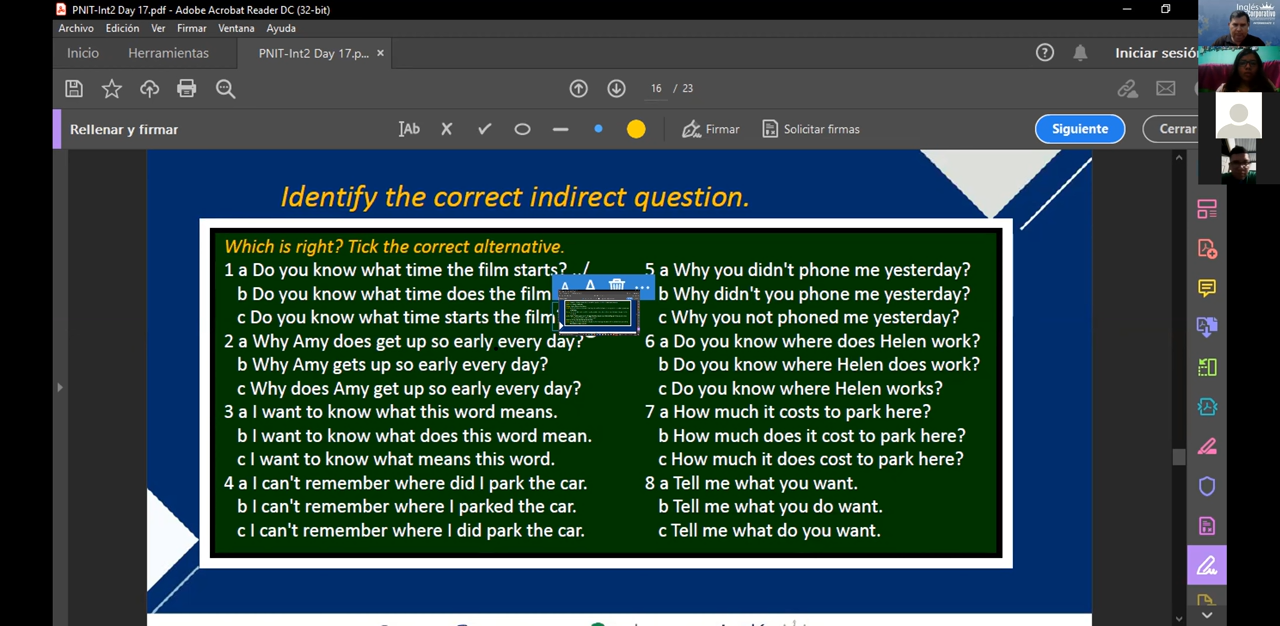 PNIT-Int2 Day 17.pdf - Adobe Acrobat Reader DC (32-bit)
Archivo Edición Ver Firmar Ventana Ayuda
Inicio Herramientas PNIT-Int2 Day 17.p... × Iniciar sesió
16 / 23
Rellenar y firmar Ab Firmar Solicitar firmas Siguiente Cerrar
Inglés
Identify the correct indirect question.
Which is right? Tick the correct alternative.
1 a Do you know what time the film starts? ../
b Do you know what time does the film
c Do you know what time starts the film
2 a Why Amy does get up so early every day?
b Why Amy gets up so early every day?
c Why does Amy get up so early every day?
3 a I want to know what this word means.
b I want to know what does this word mean.
c I want to know what means this word.
4 a I can't remember where did I park the car.
b I can't remember where I parked the car.
c I can't remember where I did park the car.
5 a Why you didn't phone me yesterday?
b Why didn't you phone me yesterday?
c Why you not phoned me yesterday?
6 a Do you know where does Helen work?
b Do you know where Helen does work?
c Do you know where Helen works?
7 a How much it costs to park here?
b How much does it cost to park here?
c How much it does cost to park here?
8 a Tell me what you want.
b Tell me what you do want.
c Tell me what do you want.